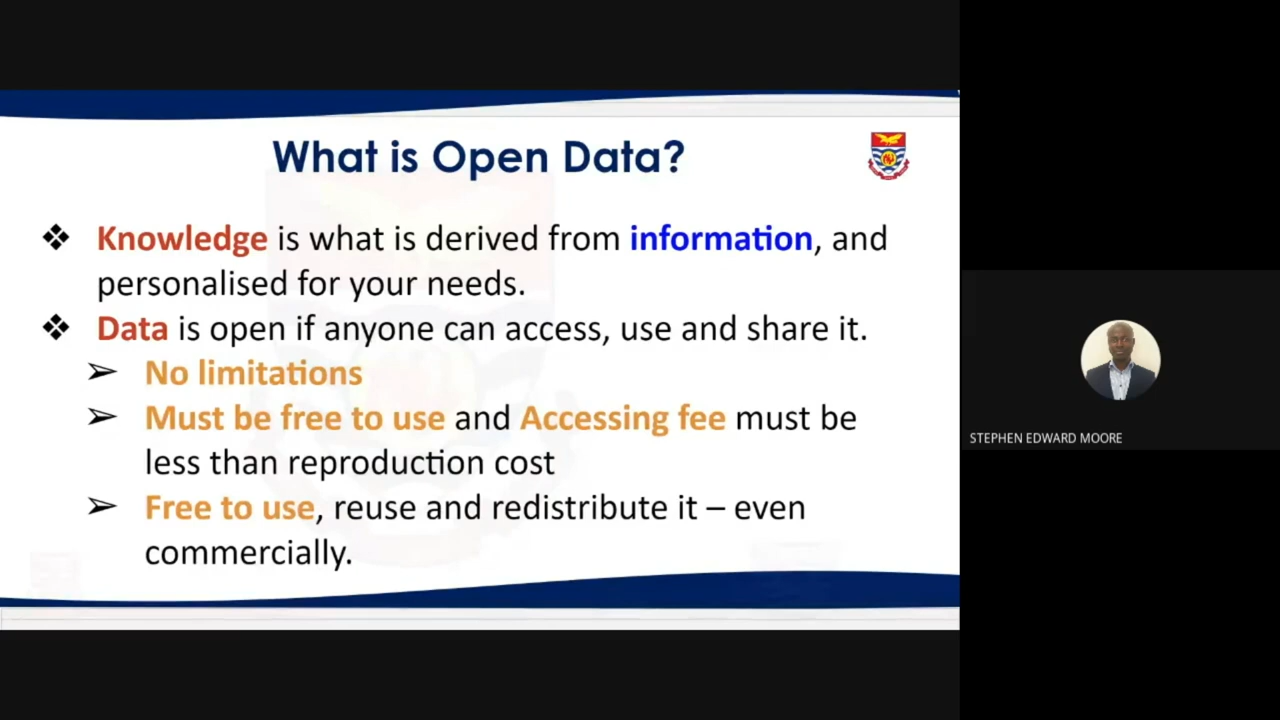 What is Open Data?
❖ Knowledge is what is derived from information, and
personalised for your needs.
❖ Data is open if anyone can access, use and share it.
➢ No limitations
➢ Must be free to use and Accessing fee must be
less than reproduction cost
➢ Free to use, reuse and redistribute it – even
commercially.
STEPHEN EDWARD MOORE